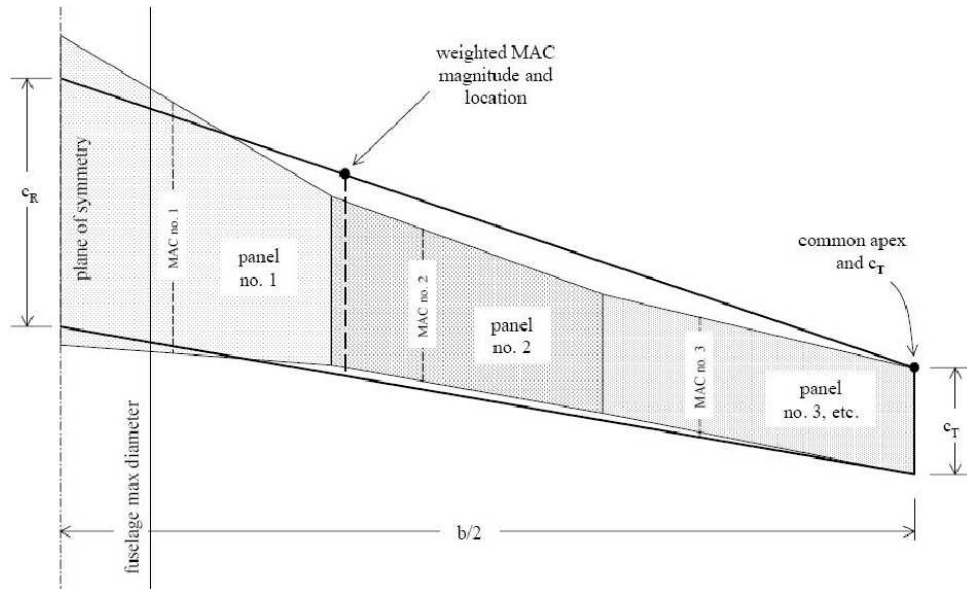 weighted MAC
magnitude and
location
c_R
plane of symmetry
MAC no. 1
panel
no. 1
MAC no. 2
panel
no. 2
MAC no. 3
common apex
and c_T
panel
no. 3, etc.
c_T
fuselage max diameter
b/2